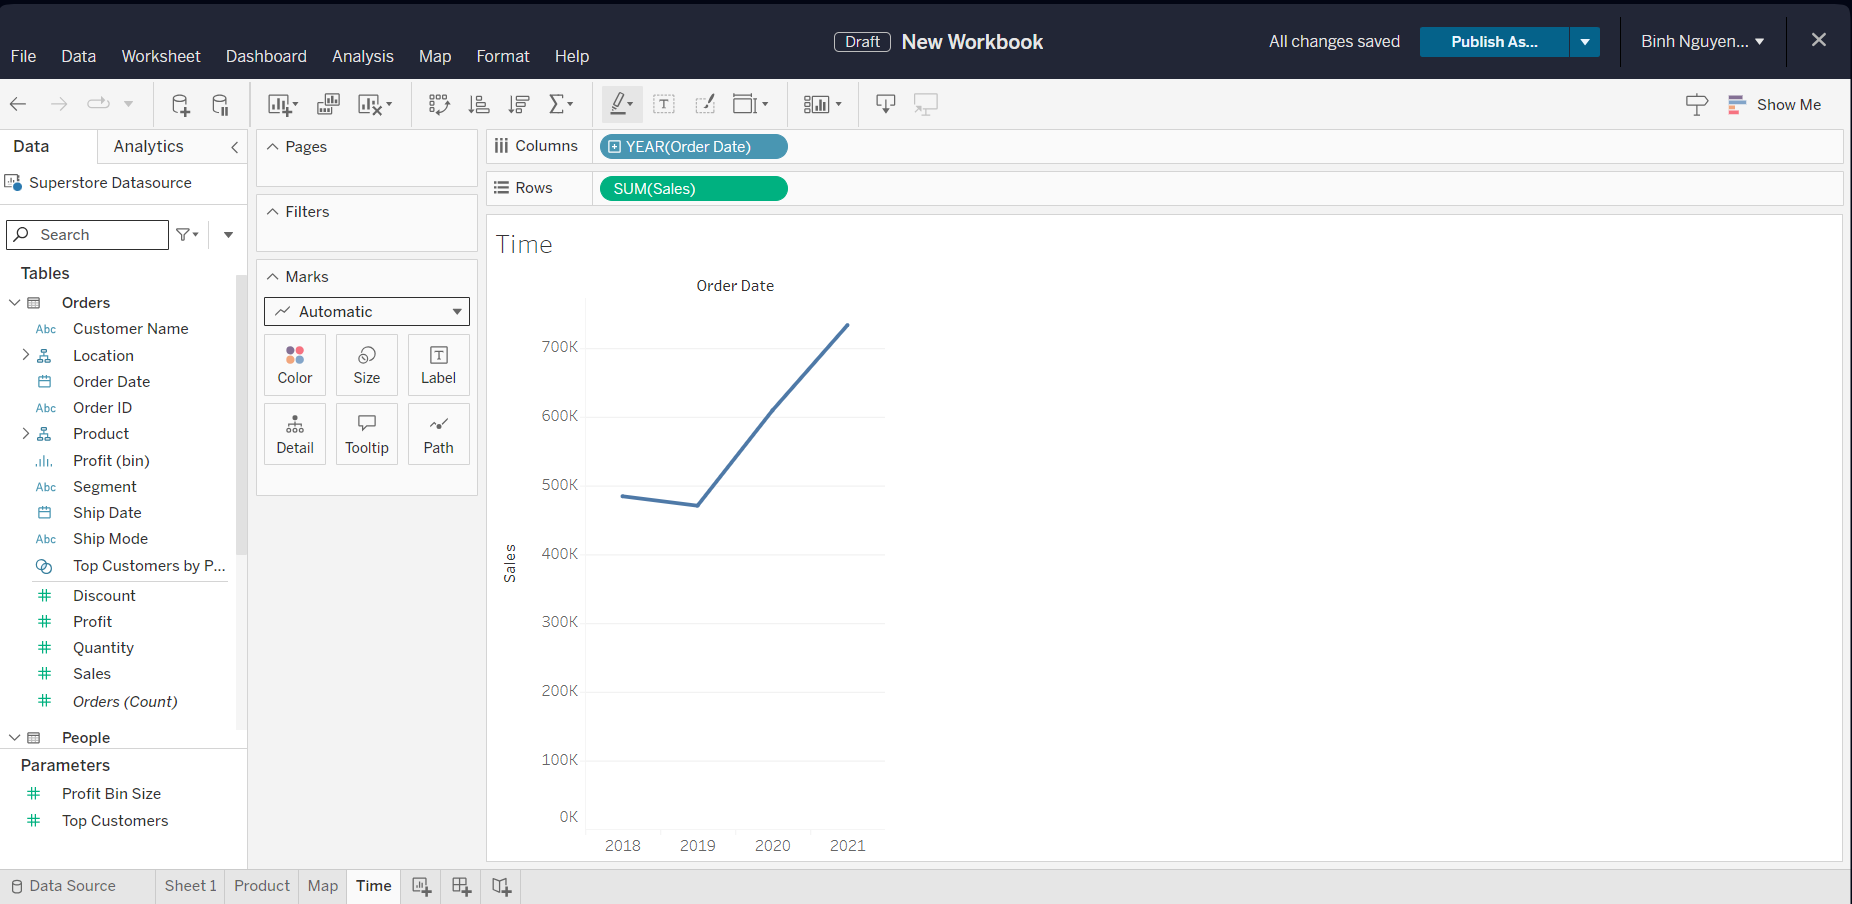 Draft New Workbook
All changes saved
Publish As...
Binh Nguyen...
File Data Worksheet Dashboard Analysis Map Format Help
Show Me
Data Analytics
Superstore Datasource
Search
Tables
Orders
Abc Customer Name
Location
Order Date
Abc Order ID
Product
Profit (bin)
Abc Segment
Ship Date
Abc Ship Mode
Top Customers by P...
Discount
Profit
Quantity
Sales
Orders (Count)
People
Parameters
Profit Bin Size
Top Customers
Pages
Filters
Marks
Automatic
Color Size Label
Detail Tooltip Path
Columns YEAR(Order Date)
Rows SUM(Sales)
Time
Order Date
Sales
700K
600K
500K
400K
300K
200K
100K
0K
2018 2019 2020 2021
Data Source Sheet 1 Product Map Time